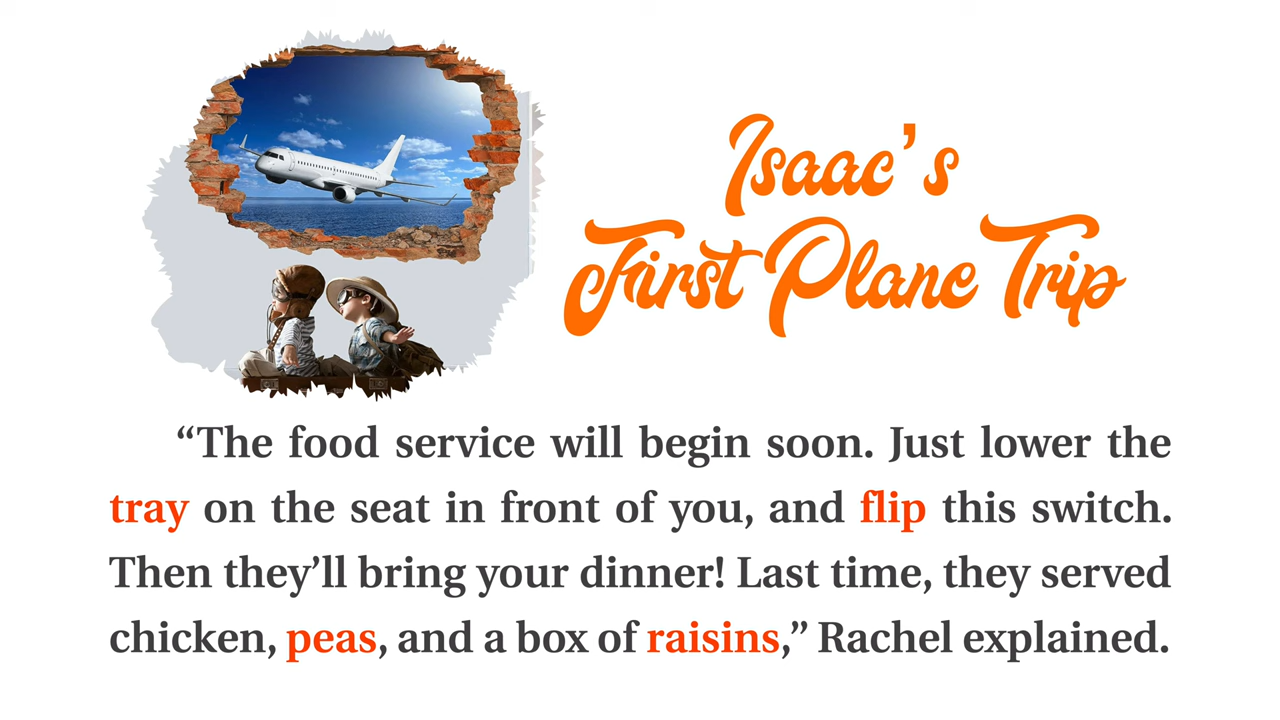 Isaac’s
First Plane Trip
“The food service will begin soon. Just lower the
tray on the seat in front of you, and flip this switch.
Then they’ll bring your dinner! Last time, they served
chicken, peas, and a box of raisins,” Rachel explained.